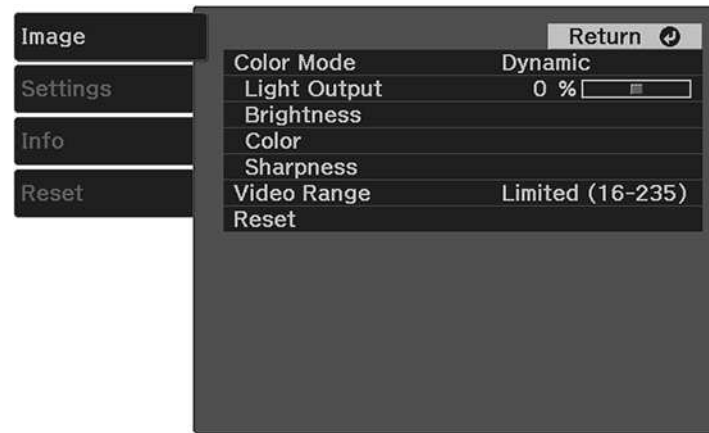 Image
Settings
Info
Reset
Return
Color Mode Dynamic
Light Output 0 %
Brightness
Color
Sharpness
Video Range Limited (16-235)
Reset